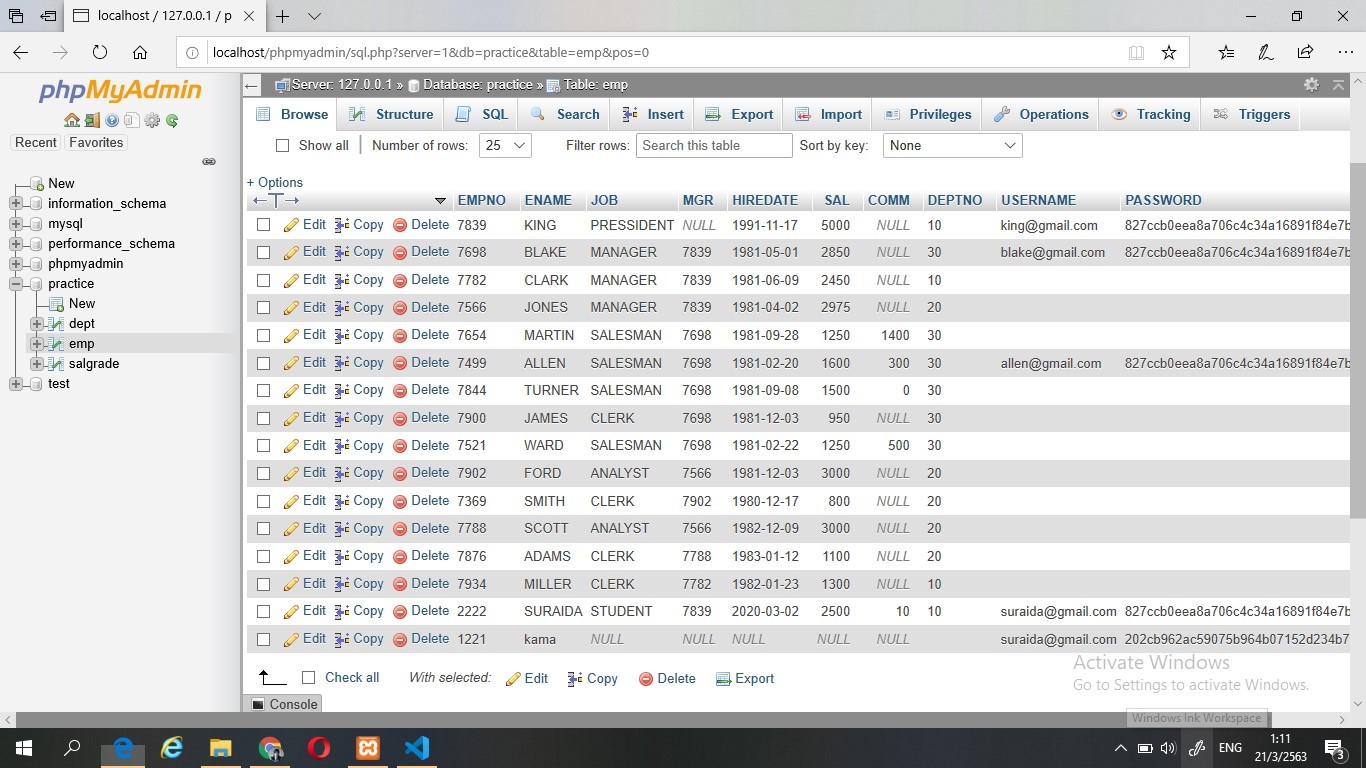 localhost / 127.0.0.1 / p
localhost/phpmyadmin/sql.php?server=1&db=practice&table=emp&pos=0
phpMyAdmin
Recent Favorites
New
information_schema
mysql
performance_schema
phpmyadmin
practice
New
dept
emp
salgrade
test
Server: 127.0.0.1 » Database: practice » Table: emp
Browse Structure SQL Search Insert Export Import Privileges Operations Tracking Triggers
Show all | Number of rows: 25 Filter rows: Search this table Sort by key: None
+ Options
EMPNO ENAME JOB MGR HIREDATE SAL COMM DEPTNO USERNAME PASSWORD
Edit Copy Delete 7839 KING PRESSIDENT NULL 1991-11-17 5000 NULL 10 king@gmail.com 827ccb0eea8a706c4c34a16891f84e7b
Edit Copy Delete 7698 BLAKE MANAGER 7839 1981-05-01 2850 NULL 30 blake@gmail.com 827ccb0eea8a706c4c34a16891f84e7b
Edit Copy Delete 7782 CLARK MANAGER 7839 1981-06-09 2450 NULL 10
Edit Copy Delete 7566 JONES MANAGER 7839 1981-04-02 2975 NULL 20
Edit Copy Delete 7654 MARTIN SALESMAN 7698 1981-09-28 1250 1400 30
Edit Copy Delete 7499 ALLEN SALESMAN 7698 1981-02-20 1600 300 30 allen@gmail.com 827ccb0eea8a706c4c34a16891f84e7b
Edit Copy Delete 7844 TURNER SALESMAN 7698 1981-09-08 1500 0 30
Edit Copy Delete 7900 JAMES CLERK 7698 1981-12-03 950 NULL 30
Edit Copy Delete 7521 WARD SALESMAN 7698 1981-02-22 1250 500 30
Edit Copy Delete 7902 FORD ANALYST 7566 1981-12-03 3000 NULL 20
Edit Copy Delete 7369 SMITH CLERK 7902 1980-12-17 800 NULL 20
Edit Copy Delete 7788 SCOTT ANALYST 7566 1982-12-09 3000 NULL 20
Edit Copy Delete 7876 ADAMS CLERK 7788 1983-01-12 1100 NULL 20
Edit Copy Delete 7934 MILLER CLERK 7782 1982-01-23 1300 NULL 10
Edit Copy Delete 2222 SURAIDA STUDENT 7839 2020-03-02 2500 10 10 suraida@gmail.com 827ccb0eea8a706c4c34a16891f84e7b
Edit Copy Delete 1221 kama NULL NULL NULL NULL NULL suraida@gmail.com 202cb962ac59075b964b07152d234b7
Check all With selected: Edit Copy Delete Export
Console
Activate Windows
Go to Settings to activate Windows.
Windows Ink Workspace
ENG
1:11
21/3/2563
3